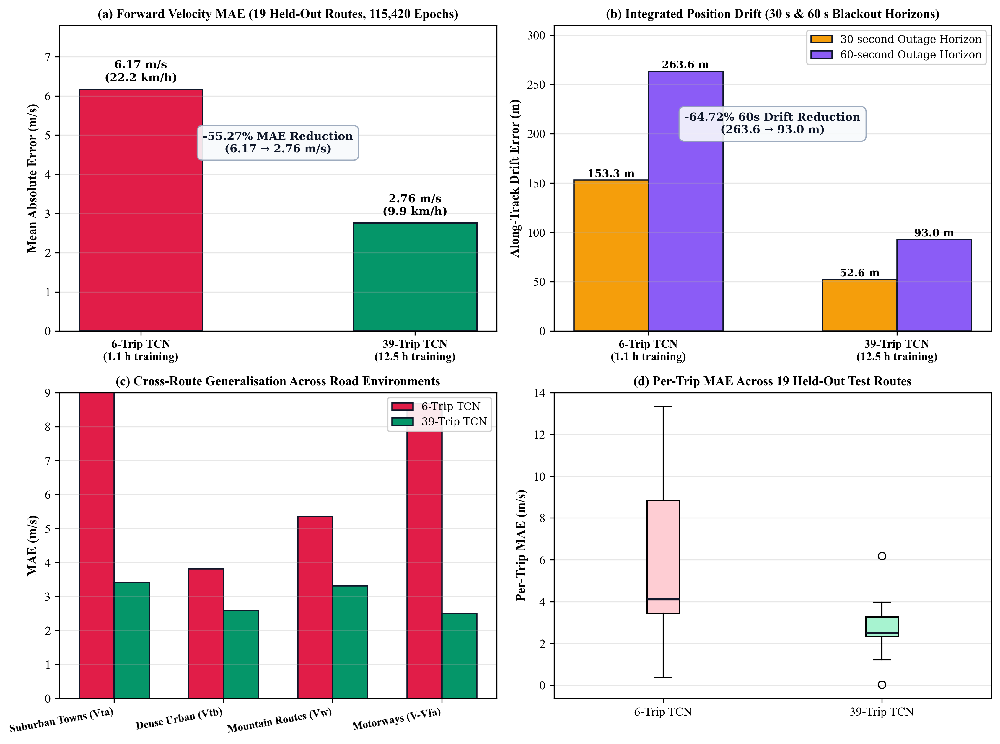 (a) Forward Velocity MAE (19 Held-Out Routes, 115,420 Epochs)
Mean Absolute Error (m/s)
7
6
5
4
3
2
1
0
6.17 m/s
(22.2 km/h)
-55.27% MAE Reduction
(6.17 → 2.76 m/s)
2.76 m/s
(9.9 km/h)
6-Trip TCN
(1.1 h training)
39-Trip TCN
(12.5 h training)
(b) Integrated Position Drift (30 s & 60 s Blackout Horizons)
Along-Track Drift Error (m)
300
250
200
150
100
50
0
30-second Outage Horizon
60-second Outage Horizon
263.6 m
-64.72% 60s Drift Reduction
(263.6 → 93.0 m)
153.3 m
93.0 m
52.6 m
6-Trip TCN
(1.1 h training)
39-Trip TCN
(12.5 h training)
(c) Cross-Route Generalisation Across Road Environments
MAE (m/s)
9
8
7
6
5
4
3
2
1
0
6-Trip TCN
39-Trip TCN
Suburban Towns (Vta)
Dense Urban (Vtb)
Mountain Routes (Vw)
Motorways (V-Vfa)
(d) Per-Trip MAE Across 19 Held-Out Test Routes
Per-Trip MAE (m/s)
14
12
10
8
6
4
2
0
6-Trip TCN
39-Trip TCN